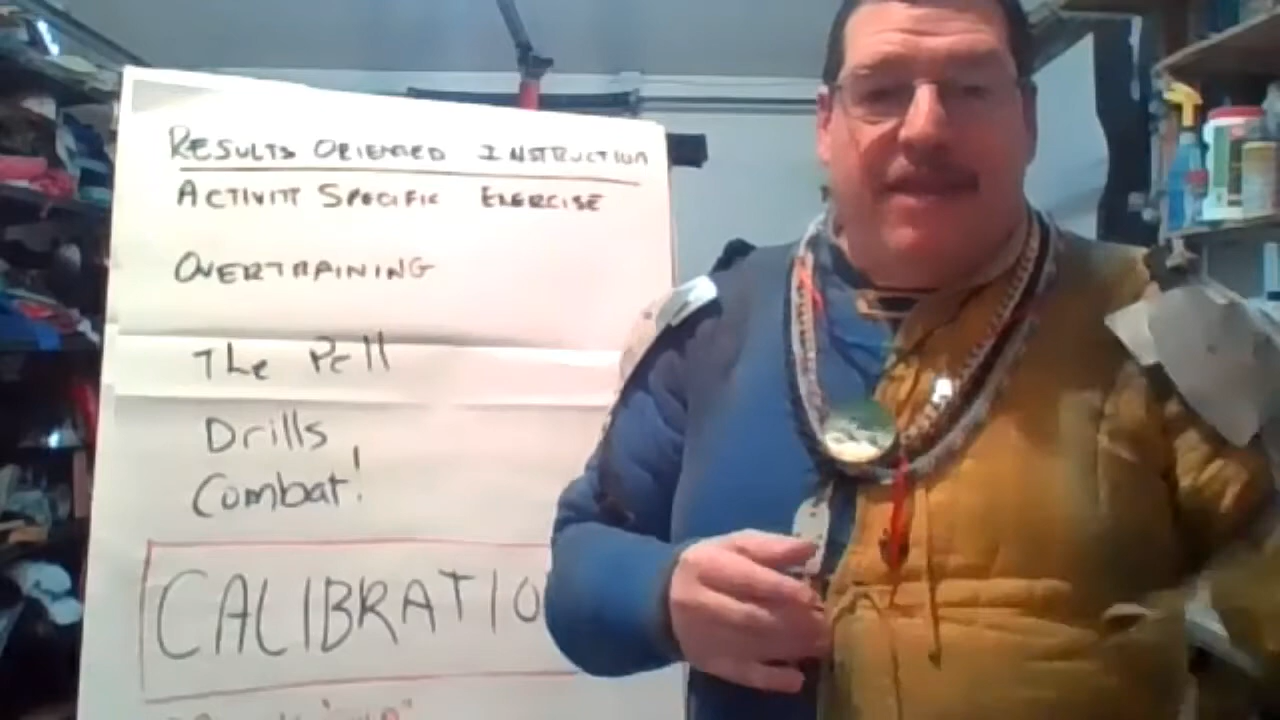 RESULTS ORIENTED INSTRUCTION
ACTIVITY SPECIFIC EXERCISE
OVERTRAINING
The Pell
Drills
Combat!
CALIBRATIO